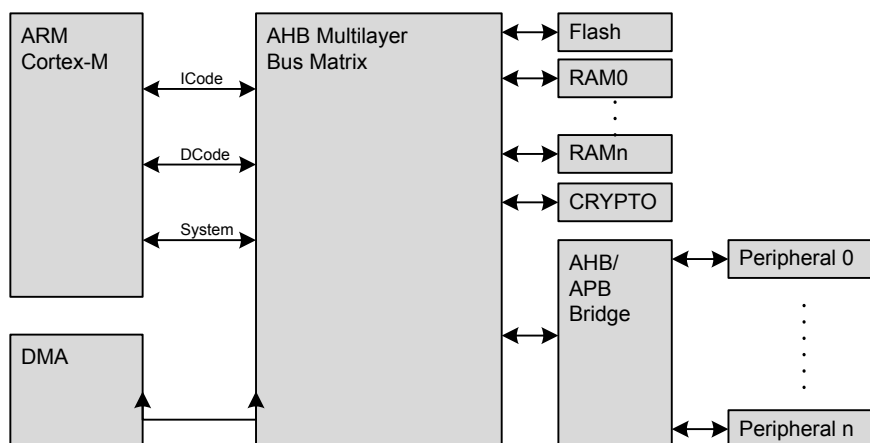 ARM
Cortex-M
ICode
DCode
System
DMA
AHB Multilayer
Bus Matrix
Flash
RAM0
RAMn
CRYPTO
AHB/
APB
Bridge
Peripheral 0
Peripheral n